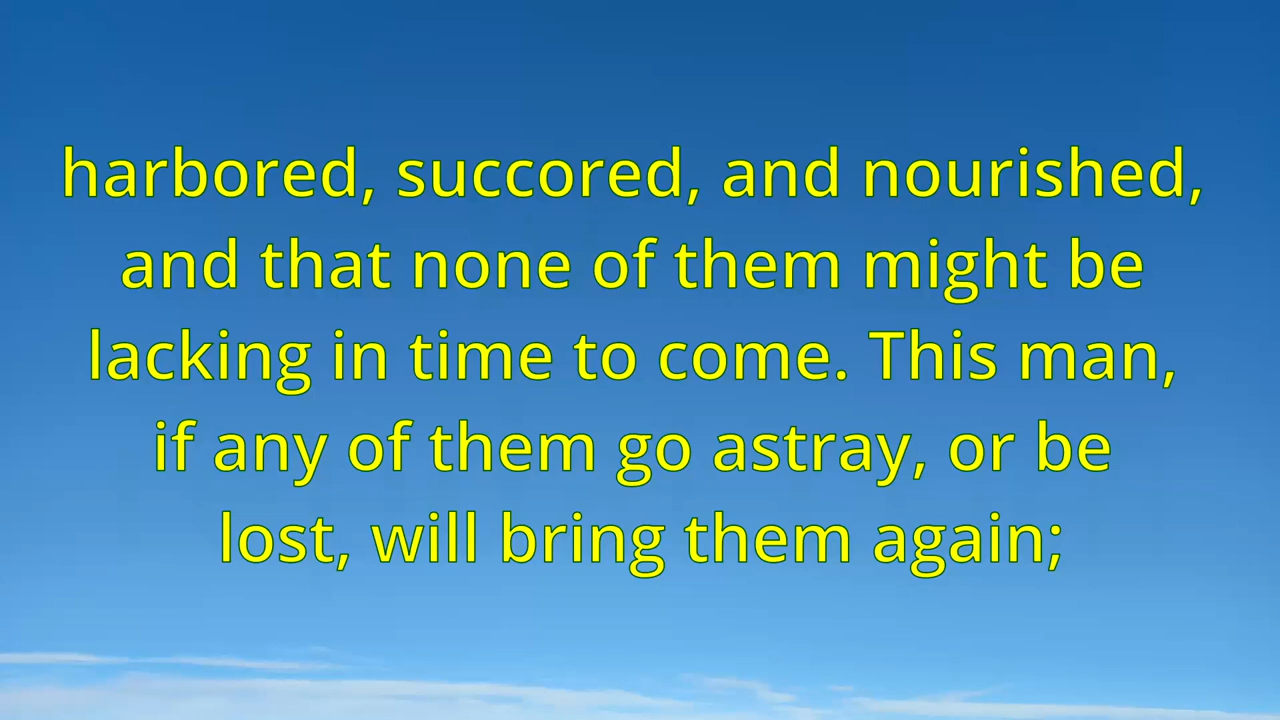 harbored, succored, and nourished,
and that none of them might be
lacking in time to come. This man,
if any of them go astray, or be
lost, will bring them again;